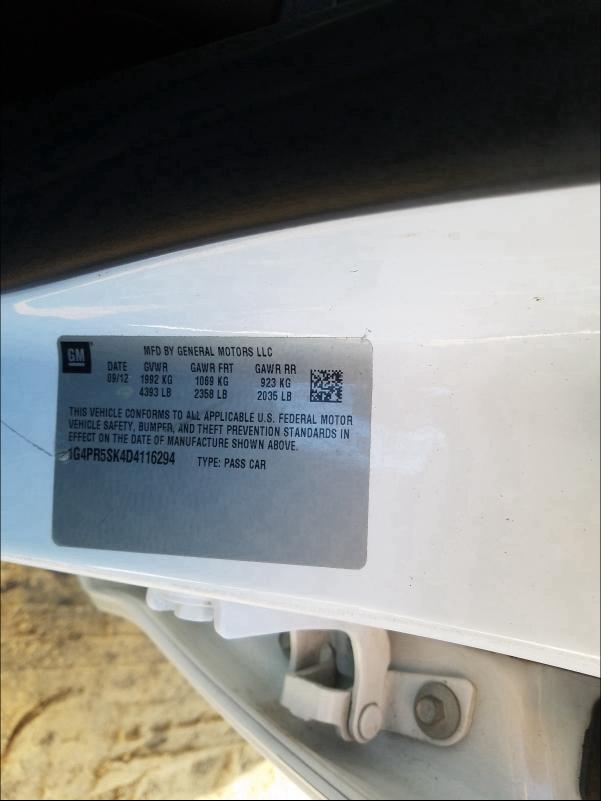 GM
MFD BY GENERAL MOTORS LLC
DATE GVWR GAWR FRT GAWR RR
09/12 1992 KG 1069 KG 923 KG
4393 LB 2358 LB 2035 LB
THIS VEHICLE CONFORMS TO ALL APPLICABLE U.S. FEDERAL MOTOR
VEHICLE SAFETY, BUMPER, AND THEFT PREVENTION STANDARDS IN
EFFECT ON THE DATE OF MANUFACTURE SHOWN ABOVE.
1G4PR5SK4D4116294 TYPE: PASS CAR